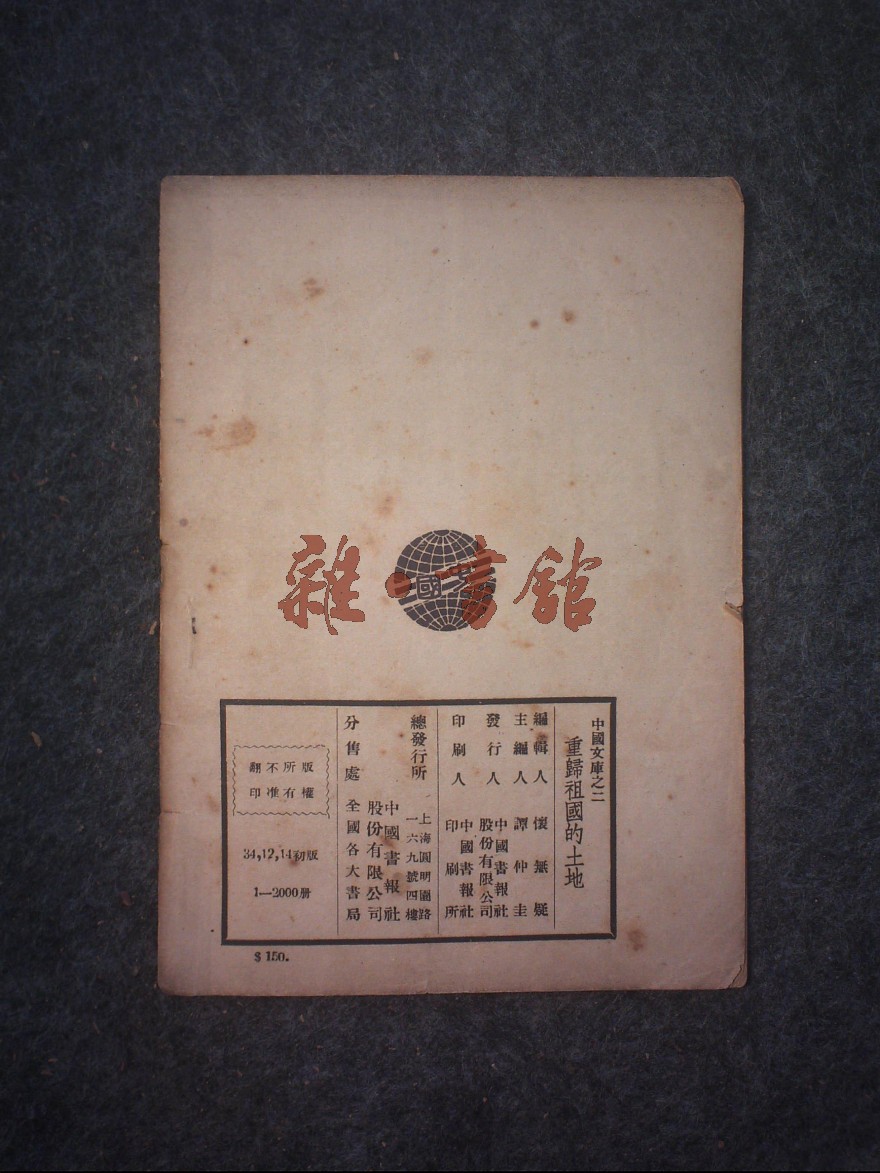 雜·書館
國
中國文庫之二
重歸祖國的土地
編輯人 懷無疑
主編人 譚仲圭
發行人 中國書報社股份有限公司
印刷人 中國書報社印刷所
總發行所 中國書報社股份有限公司
上海圓明園路
一六九號四樓
分售處 全國各大書局
版權所有
不准翻印
34,12,14初版
1—2000册
$ 150.